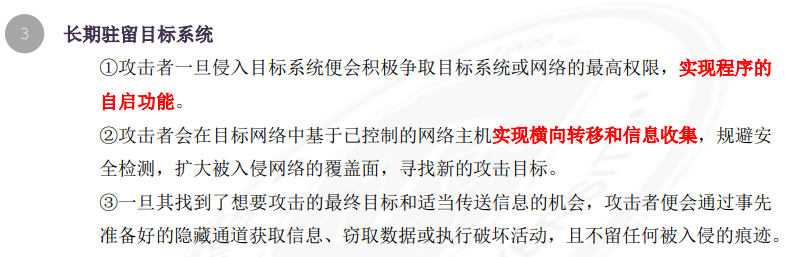 3 长期驻留目标系统
①攻击者一旦侵入目标系统便会积极争取目标系统或网络的最高权限，实现程序的
自启功能。
②攻击者会在目标网络中基于已控制的网络主机实现横向转移和信息收集，规避安
全检测，扩大被入侵网络的覆盖面，寻找新的攻击目标。
③一旦其找到了想要攻击的最终目标和适当传送信息的机会，攻击者便会通过事先
准备好的隐藏通道获取信息、窃取数据或执行破坏活动，且不留任何被入侵的痕迹。